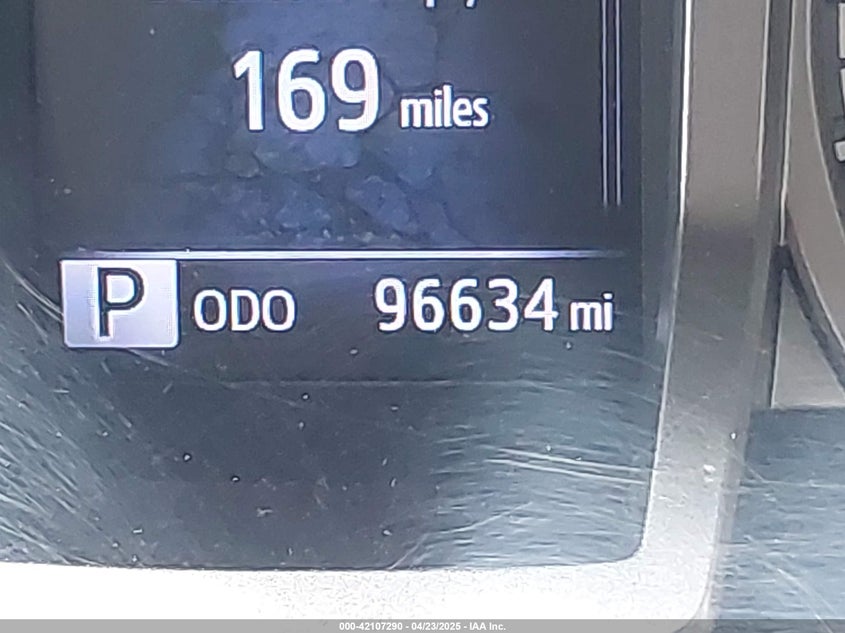 169 miles
P ODO 96634 mi
000-42107290 - 04/23/2025 - IAA Inc.